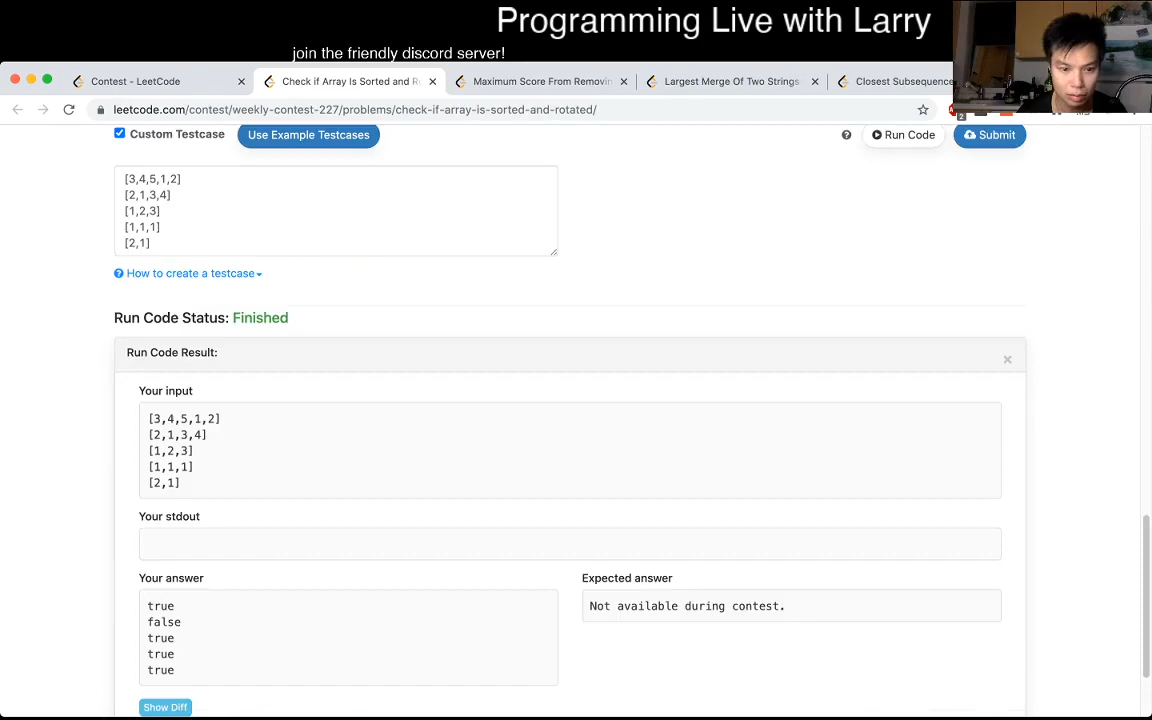 Programming Live with Larry
join the friendly discord server!
Contest - LeetCode
Check if Array Is Sorted and R
Maximum Score From Removin
Largest Merge Of Two Strings
Closest Subsequenc
leetcode.com/contest/weekly-contest-227/problems/check-if-array-is-sorted-and-rotated/
2
Custom Testcase
Use Example Testcases
Run Code
Submit
[3,4,5,1,2]
[2,1,3,4]
[1,2,3]
[1,1,1]
[2,1]
How to create a testcase
Run Code Status: Finished
Run Code Result:
Your input
[3,4,5,1,2]
[2,1,3,4]
[1,2,3]
[1,1,1]
[2,1]
Your stdout
Your answer
Expected answer
true
false
true
true
true
Not available during contest.
Show Diff